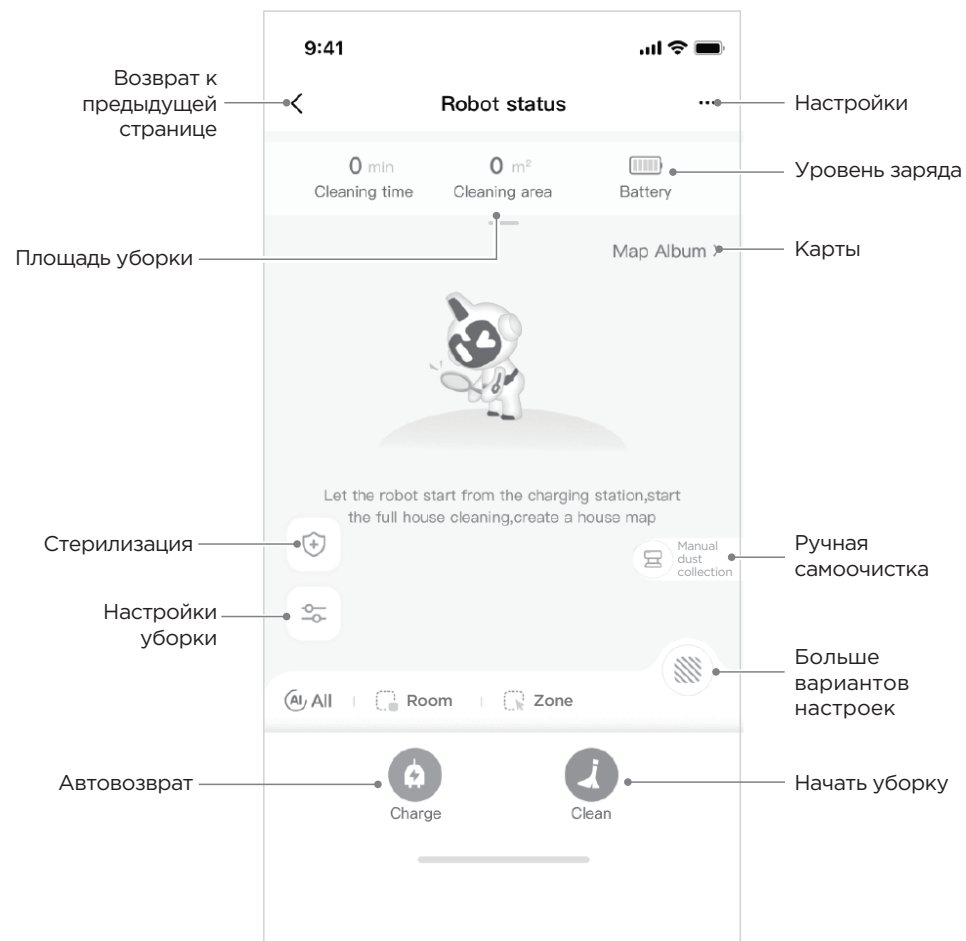 9:41
Возврат к
предыдущей
странице
Robot status
Настройки
0 min
0 m²
Cleaning time
Cleaning area
Battery
Уровень заряда
Площадь уборки
Map Album
Карты
Let the robot start from the charging station,start
the full house cleaning,create a house map
Стерилизация
Manual
dust
collection
Ручная
самоочистка
Настройки
уборки
Больше
вариантов
настроек
AI All
Room
Zone
Автовозврат
Charge
Clean
Начать уборку